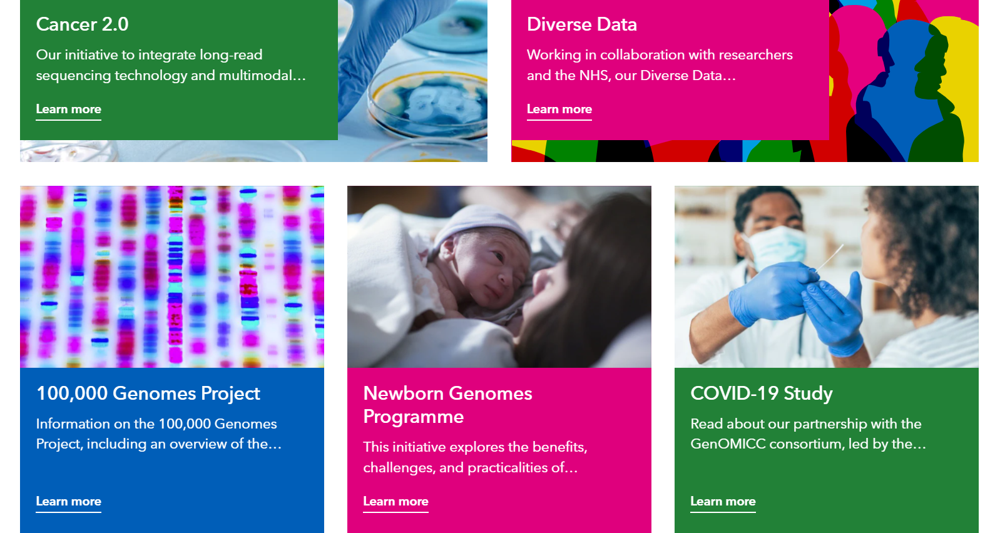 Cancer 2.0
Our initiative to integrate long-read
sequencing technology and multimodal…
Learn more
Diverse Data
Working in collaboration with researchers
and the NHS, our Diverse Data…
Learn more
100,000 Genomes Project
Information on the 100,000 Genomes
Project, including an overview of the…
Learn more
Newborn Genomes
Programme
This initiative explores the benefits,
challenges, and practicalities of…
Learn more
COVID-19 Study
Read about our partnership with the
GenOMICC consortium, led by the…
Learn more